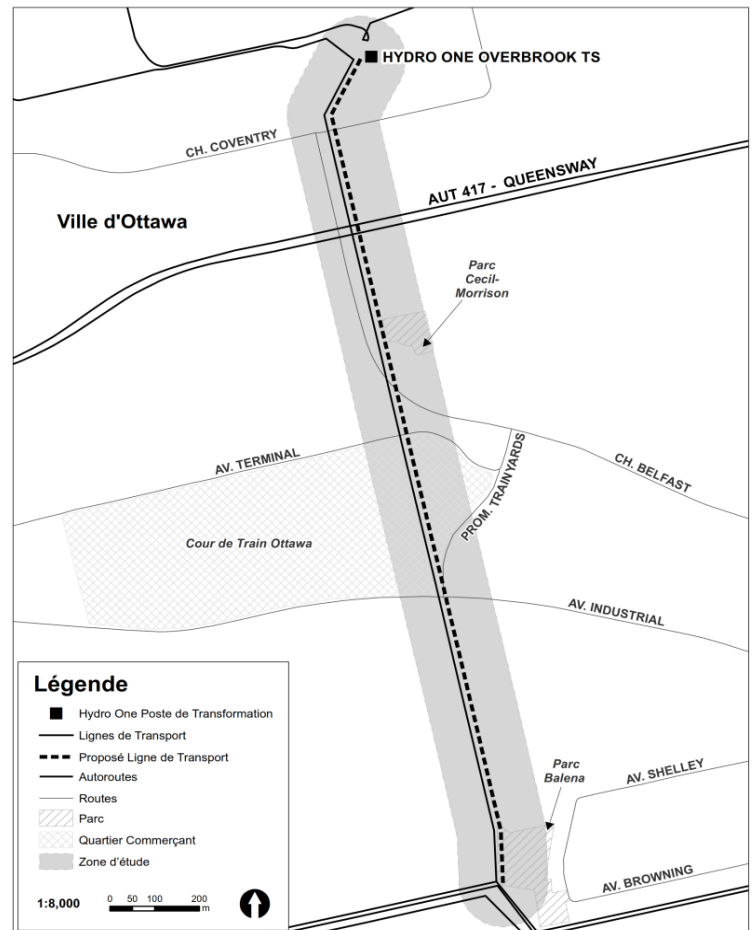 HYDRO ONE OVERBROOK TS
CH. COVENTRY
AUT 417 - QUEENSWAY
Ville d'Ottawa
Parc
Cecil-
Morrison
AV. TERMINAL
PROM. TRAINYARDS
CH. BELFAST
Cour de Train Ottawa
AV. INDUSTRIAL
Parc
Balena
AV. SHELLEY
AV. BROWNING
Légende
Hydro One Poste de Transformation
Lignes de Transport
Proposé Ligne de Transport
Autoroutes
Routes
Parc
Quartier Commerçant
Zone d'étude
1:8,000
0 50 100 200
m